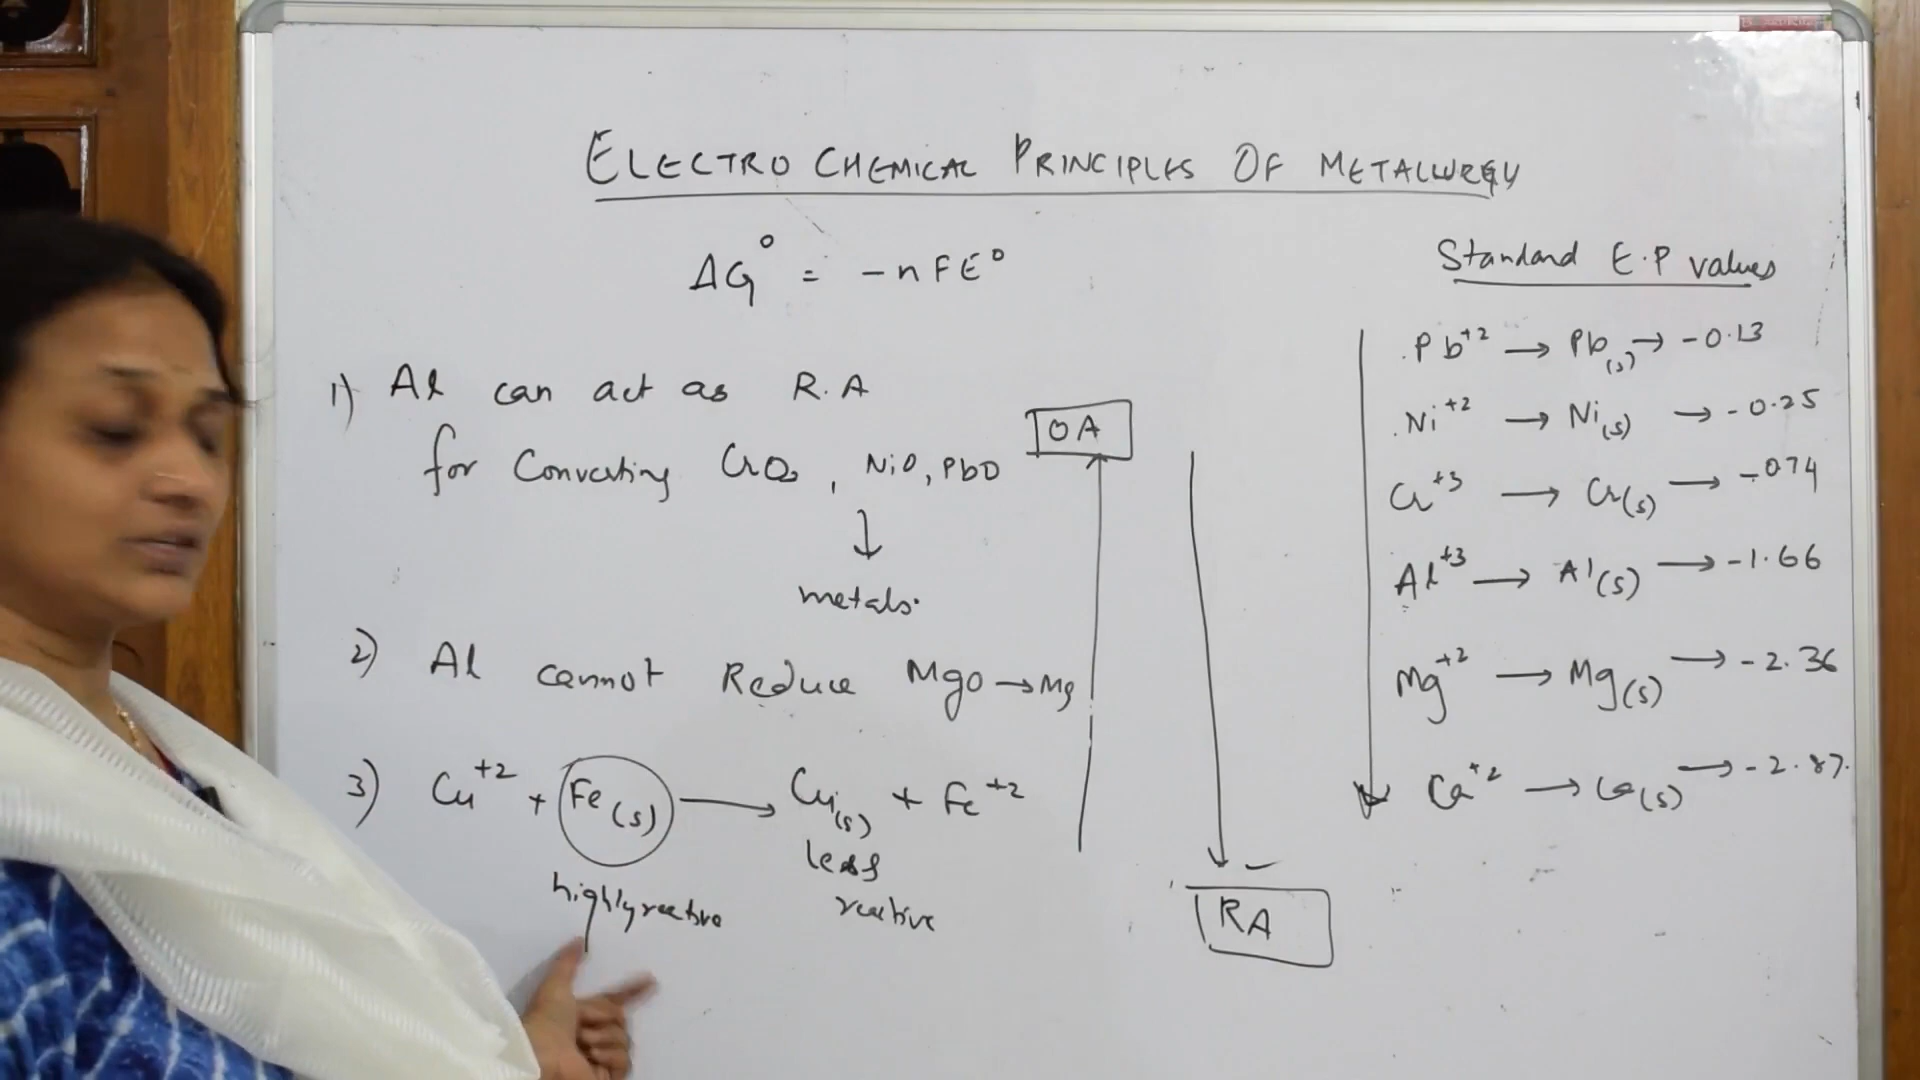 ELECTRO CHEMICAL PRINCIPLES OF METALLURGY
ΔG° = -nFE°
1) Al can act as R.A
for Converting CrO₂, NiO, PbO
↓
metals.
2) Al cannot Reduce MgO → Mg
3) Cu⁺² + Fe(s) → Cu(s) + Fe⁺²
highly reactive
less
reactive
OA
RA
Standard E.P values
Pb⁺² → Pb(s) → -0.13
Ni⁺² → Ni(s) → -0.25
Cr⁺³ → Cr(s) → -0.74
Al⁺³ → Al(s) → -1.66
Mg⁺² → Mg(s) → -2.36
Ca⁺² → Ca(s) → -2.87.